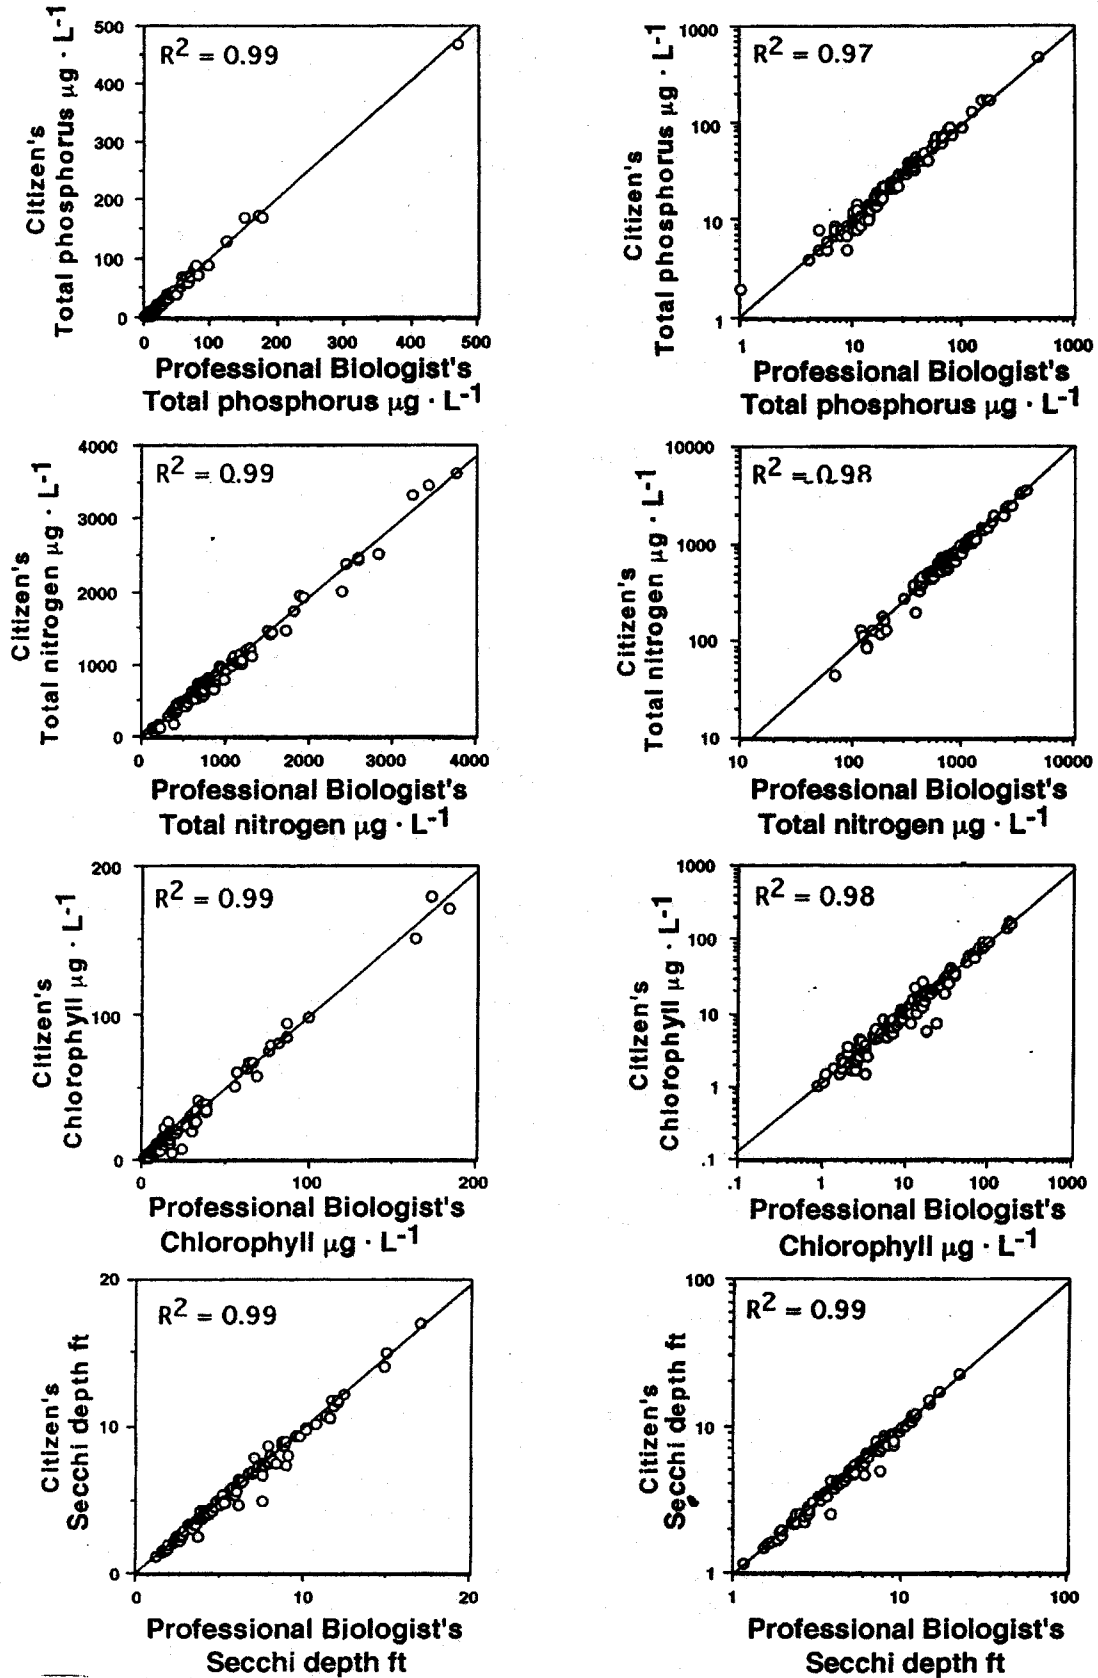 Citizen's
Total phosphorus µg · L-1
500
400
300
200
100
0
R2 = 0.99
0 100 200 300 400 500
Professional Biologist's
Total phosphorus µg · L-1
Citizen's
Total phosphorus µg · L-1
1000
100
10
1
R2 = 0.97
1 10 100 1000
Professional Biologist's
Total phosphorus µg · L-1
Citizen's
Total nitrogen µg · L-1
4000
3000
2000
1000
0
R2 = 0.99
0 1000 2000 3000 4000
Professional Biologist's
Total nitrogen µg · L-1
Citizen's
Total nitrogen µg · L-1
10000
1000
100
10
R2 = 0.98
10 100 1000 10000
Professional Biologist's
Total nitrogen µg · L-1
Citizen's
Chlorophyll µg · L-1
200
100
0
R2 = 0.99
0 100 200
Professional Biologist's
Chlorophyll µg · L-1
Citizen's
Chlorophyll µg · L-1
1000
100
10
1
.1
R2 = 0.98
.1 1 10 100 1000
Professional Biologist's
Chlorophyll µg · L-1
Citizen's
Secchi depth ft
20
10
0
R2 = 0.99
0 10 20
Professional Biologist's
Secchi depth ft
Citizen's
Secchi depth ft
100
10
1
R2 = 0.99
1 10 100
Professional Biologist's
Secchi depth ft